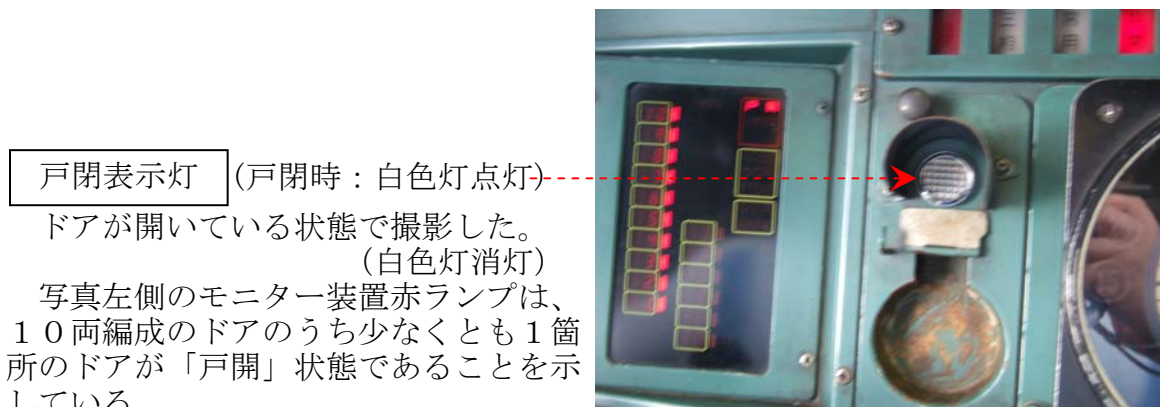 戸閉表示灯 (戸閉時：白色灯点灯)
ドアが開いている状態で撮影した。
(白色灯消灯)
写真左側のモニター装置赤ランプは、
１０両編成のドアのうち少なくとも１箇
所のドアが「戸開」状態であることを示
している